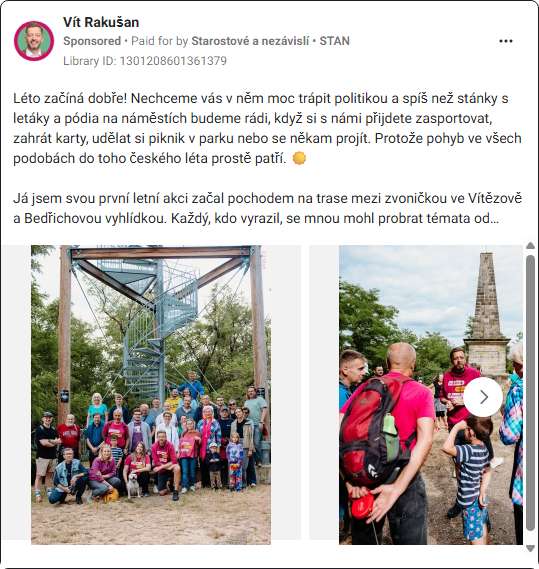 Vít Rakušan
Sponsored • Paid for by Starostové a nezávislí • STAN
Library ID: 1301208601361379
Léto začíná dobře! Nechceme vás v něm moc trápit politikou a spíš než stánky s
letáky a pódia na náměstích budeme rádi, když si s námi přijdete zasportovat,
zahrát karty, udělat si piknik v parku nebo se někam projít. Protože pohyb ve všech
podobách do toho českého léta prostě patří. 🌞
Já jsem svou první letní akci začal pochodem na trase mezi zvoničkou ve Vítězově
a Bedřichovou vyhlídkou. Každý, kdo vyrazil, se mnou mohl probrat témata od…